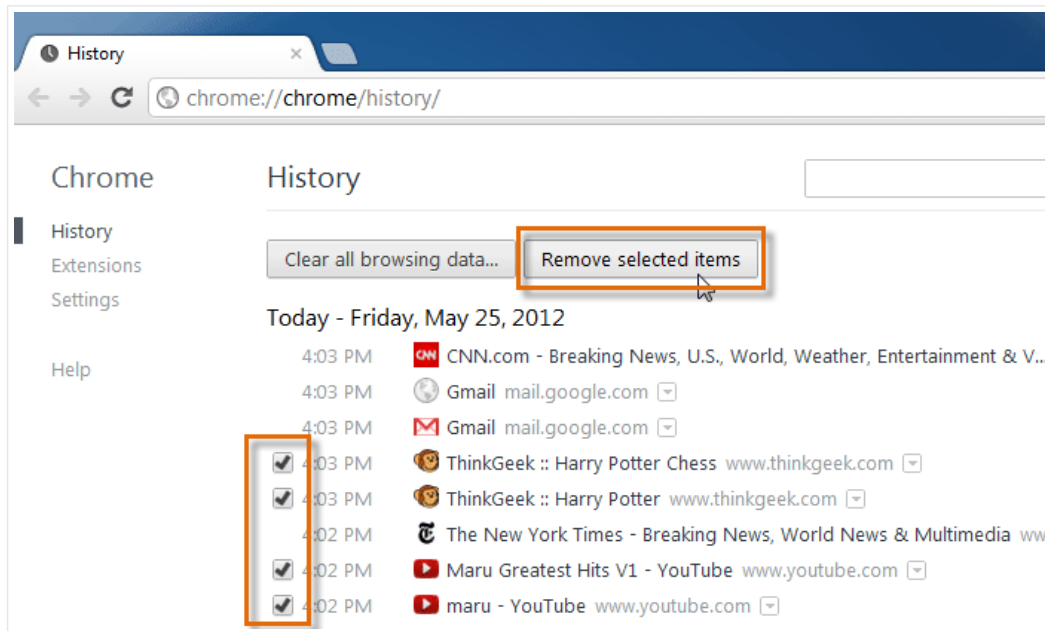 History
chrome://chrome/history/
Chrome
History
History
Extensions
Settings
Help
Clear all browsing data... Remove selected items
Today - Friday, May 25, 2012
4:03 PM CNN CNN.com - Breaking News, U.S., World, Weather, Entertainment & V...
4:03 PM Gmail mail.google.com
4:03 PM Gmail mail.google.com
4:03 PM ThinkGeek :: Harry Potter Chess www.thinkgeek.com
4:03 PM ThinkGeek :: Harry Potter www.thinkgeek.com
4:02 PM The New York Times - Breaking News, World News & Multimedia ww
4:02 PM Maru Greatest Hits V1 - YouTube www.youtube.com
4:02 PM maru - YouTube www.youtube.com